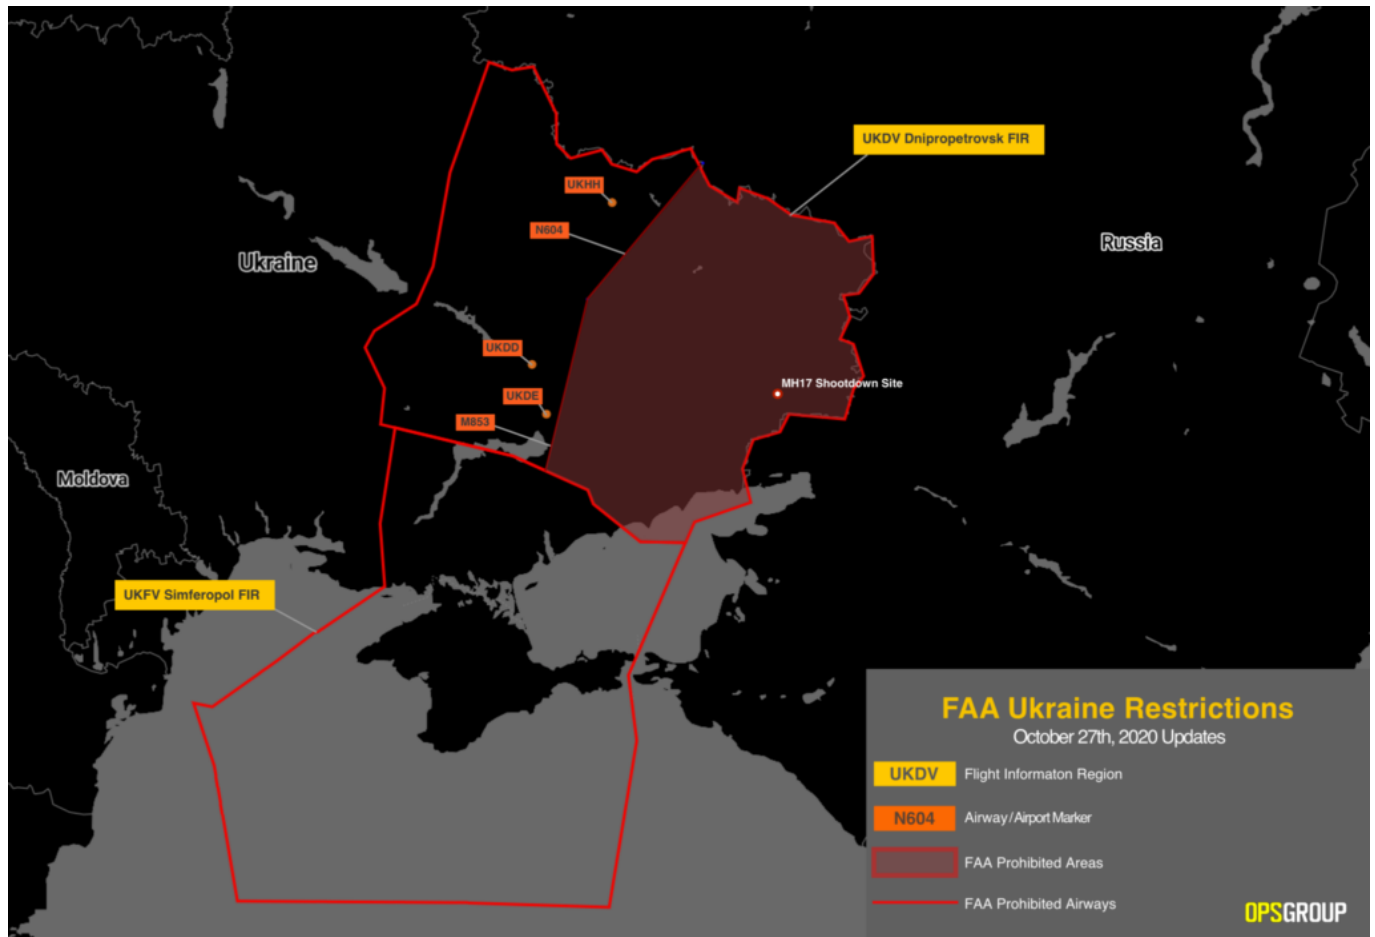 UKDV Dnipropetrovsk FIR
UKHH
N604
Russia
Ukraine
UKDD
MH17 Shootdown Site
UKDE
M853
Moldova
UKFV Simferopol FIR
FAA Ukraine Restrictions
October 27th, 2020 Updates
UKDV Flight Informaton Region
N604 Airway/Airport Marker
FAA Prohibited Areas
FAA Prohibited Airways
OPSGROUP